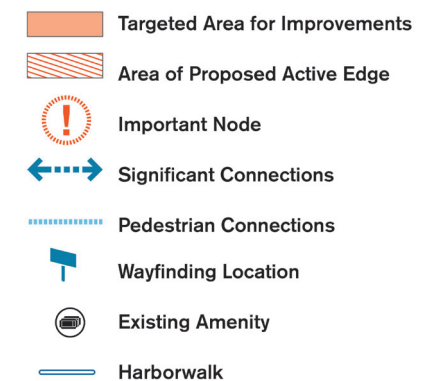 Targeted Area for Improvements
Area of Proposed Active Edge
!
Important Node
Significant Connections
Pedestrian Connections
Wayfinding Location
Existing Amenity
Harborwalk